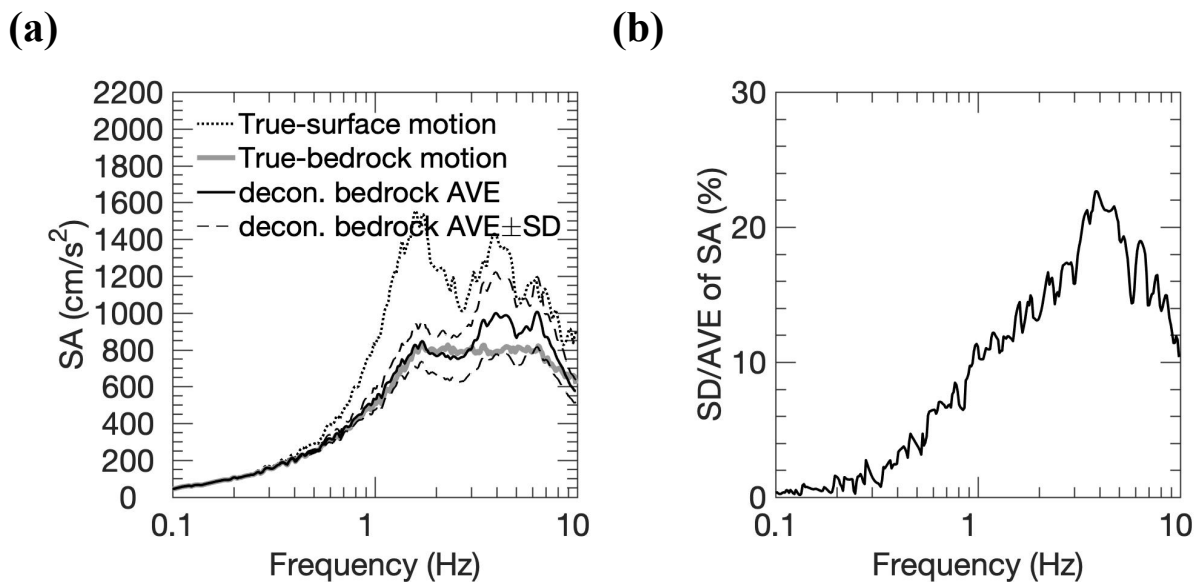 (a)
2200
2000
1800
1600
1400
1200
1000
800
600
400
200
0
SA (cm/s²)
True-surface motion
True-bedrock motion
decon. bedrock AVE
decon. bedrock AVE±SD
0.1
1
10
Frequency (Hz)
(b)
30
20
10
0
SD/AVE of SA (%)
0.1
1
10
Frequency (Hz)